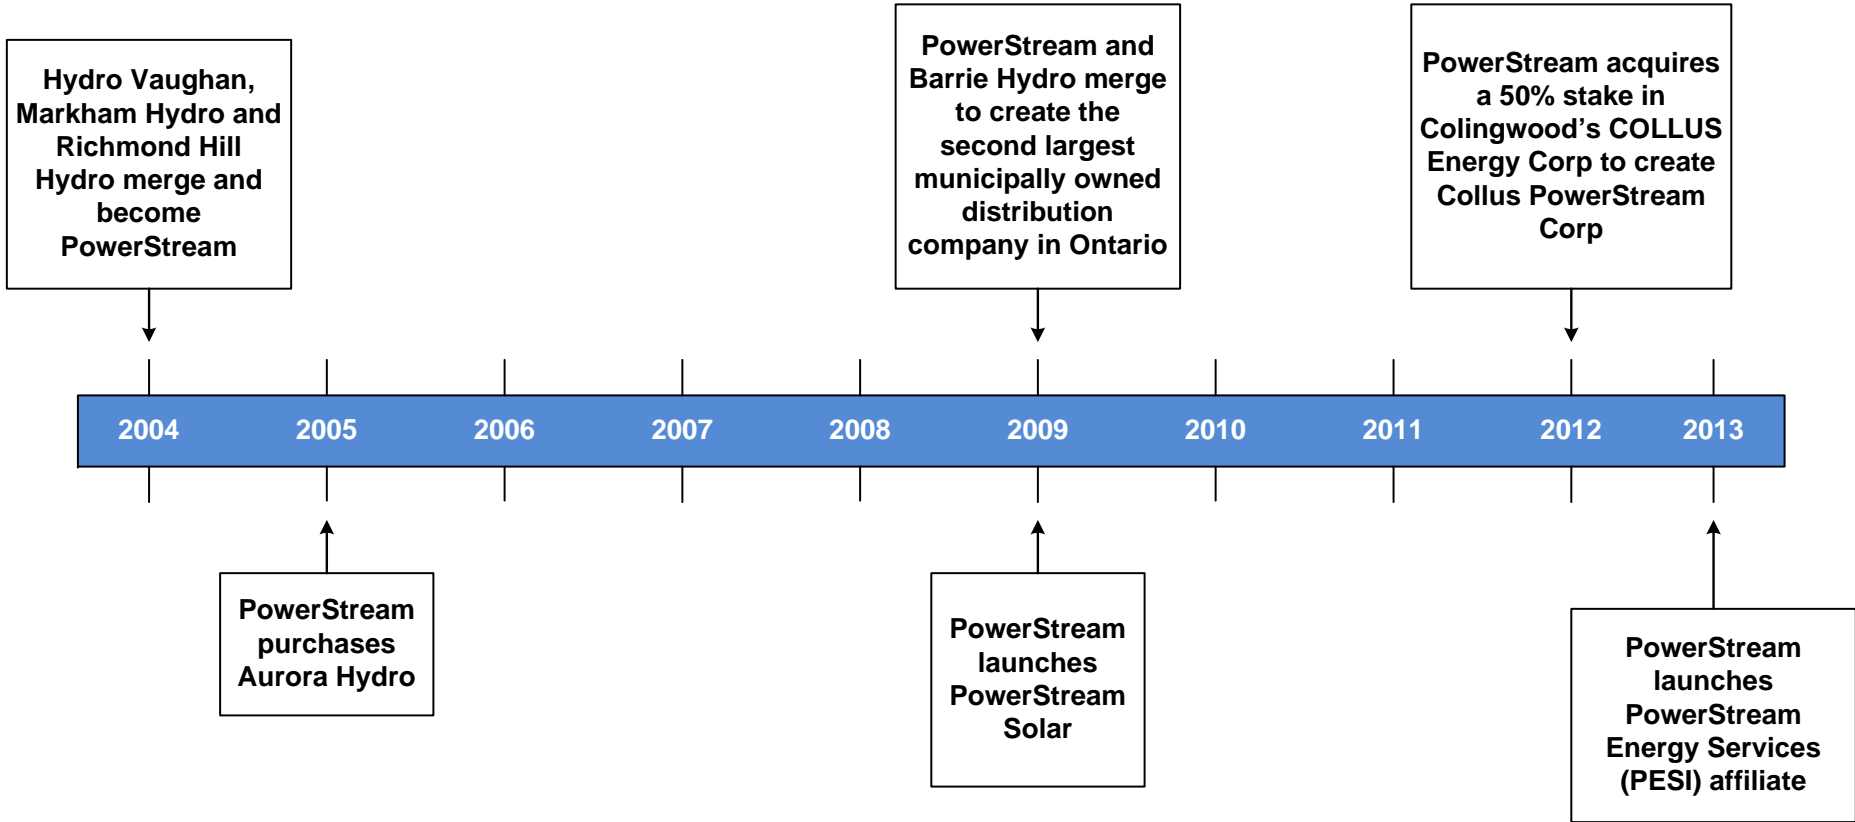 Hydro Vaughan,
Markham Hydro and
Richmond Hill
Hydro merge and
become
PowerStream
PowerStream and
Barrie Hydro merge
to create the
second largest
municipally owned
distribution
company in Ontario
PowerStream acquires
a 50% stake in
Colingwood’s COLLUS
Energy Corp to create
Collus PowerStream
Corp
2004
2005
2006
2007
2008
2009
2010
2011
2012
2013
PowerStream
purchases
Aurora Hydro
PowerStream
launches
PowerStream
Solar
PowerStream
launches
PowerStream
Energy Services
(PESI) affiliate